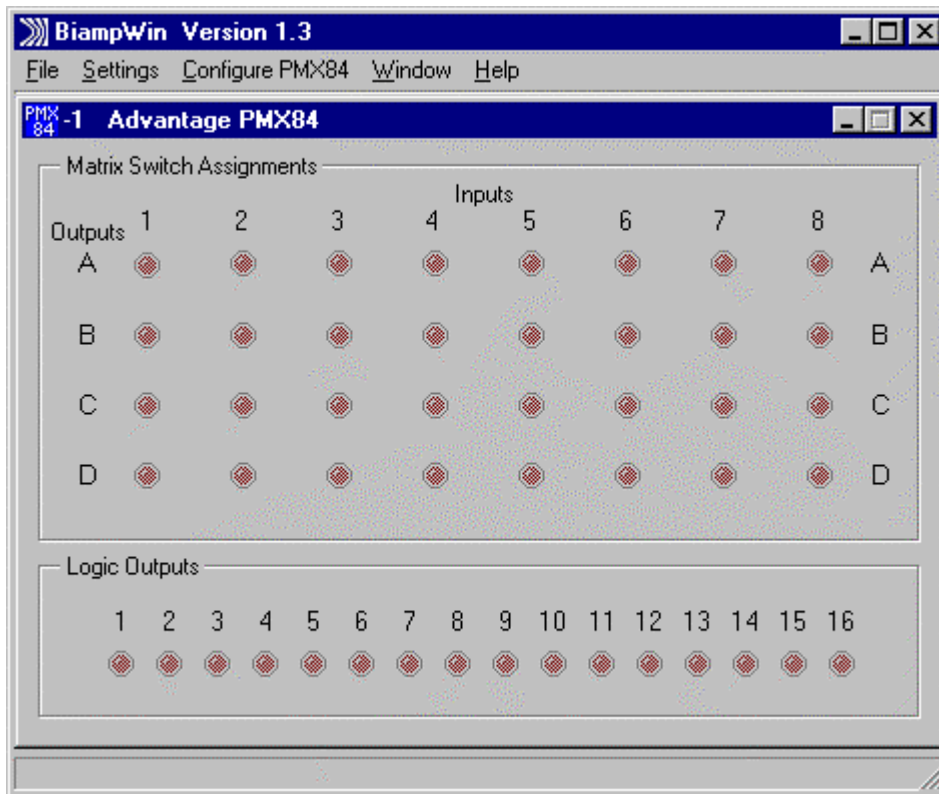 BiampWin Version 1.3
File Settings Configure PMX84 Window Help
PMX 84 -1 Advantage PMX84
Matrix Switch Assignments
Inputs
Outputs 1 2 3 4 5 6 7 8
A A
B B
C C
D D
Logic Outputs
1 2 3 4 5 6 7 8 9 10 11 12 13 14 15 16